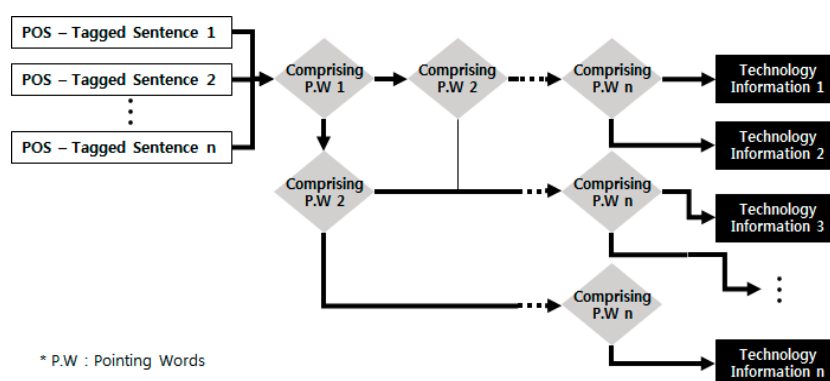 POS – Tagged Sentence 1
POS – Tagged Sentence 2
POS – Tagged Sentence n
Comprising
P.W 1
Comprising
P.W 2
Comprising
P.W n
Technology
Information 1
Technology
Information 2
Comprising
P.W 2
Comprising
P.W n
Technology
Information 3
Comprising
P.W n
Technology
Information n
* P.W : Pointing Words